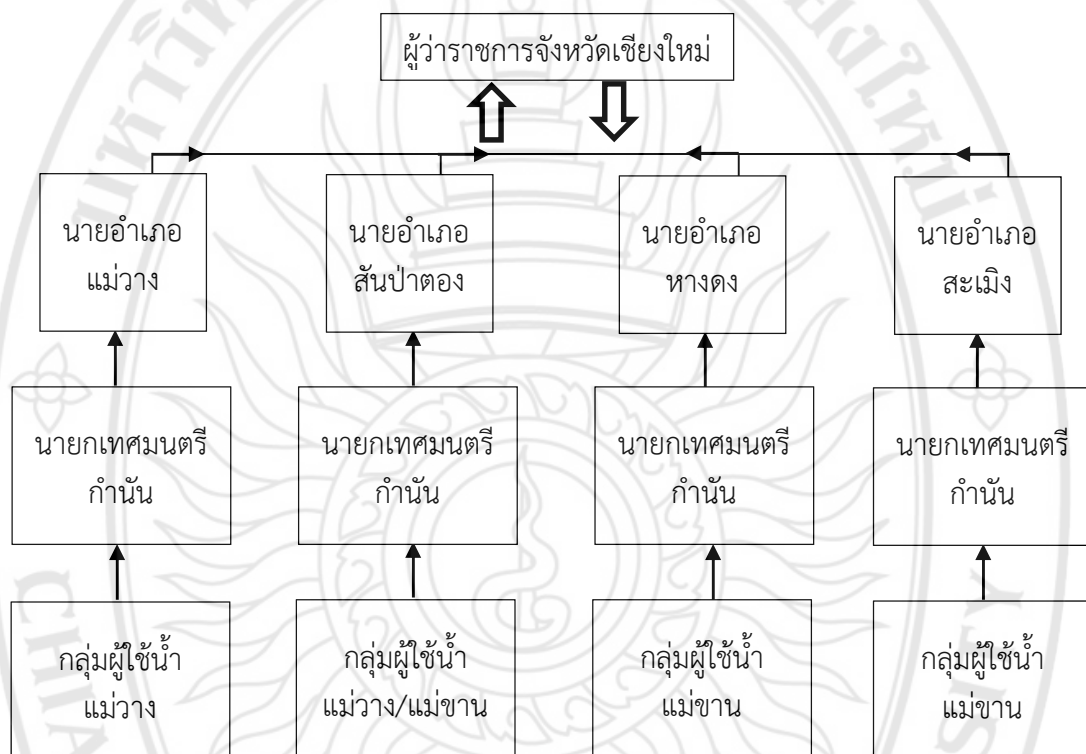 ผู้ว่าราชการจังหวัดเชียงใหม่
นายอำเภอ
แม่วาง
นายอำเภอ
สันป่าตอง
นายอำเภอ
หางดง
นายอำเภอ
สะเมิง
นายกเทศมนตรี
กำนัน
นายกเทศมนตรี
กำนัน
นายกเทศมนตรี
กำนัน
นายกเทศมนตรี
กำนัน
กลุ่มผู้ใช้น้ำ
แม่วาง
กลุ่มผู้ใช้น้ำ
แม่วาง/แม่ขาน
กลุ่มผู้ใช้น้ำ
แม่ขาน
กลุ่มผู้ใช้น้ำ
แม่ขาน